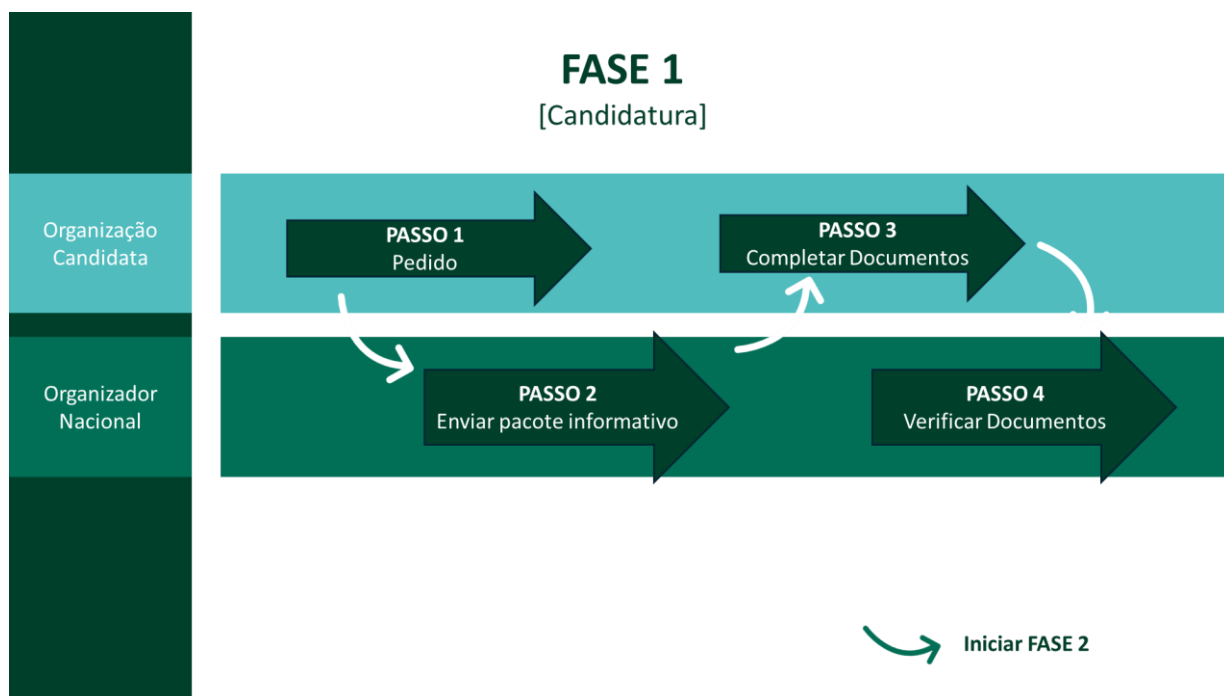 FASE 1
[Candidatura]
Organização
Candidata
PASSO 1
Pedido
PASSO 3
Completar Documentos
Organizador
Nacional
PASSO 2
Enviar pacote informativo
PASSO 4
Verificar Documentos
Iniciar FASE 2